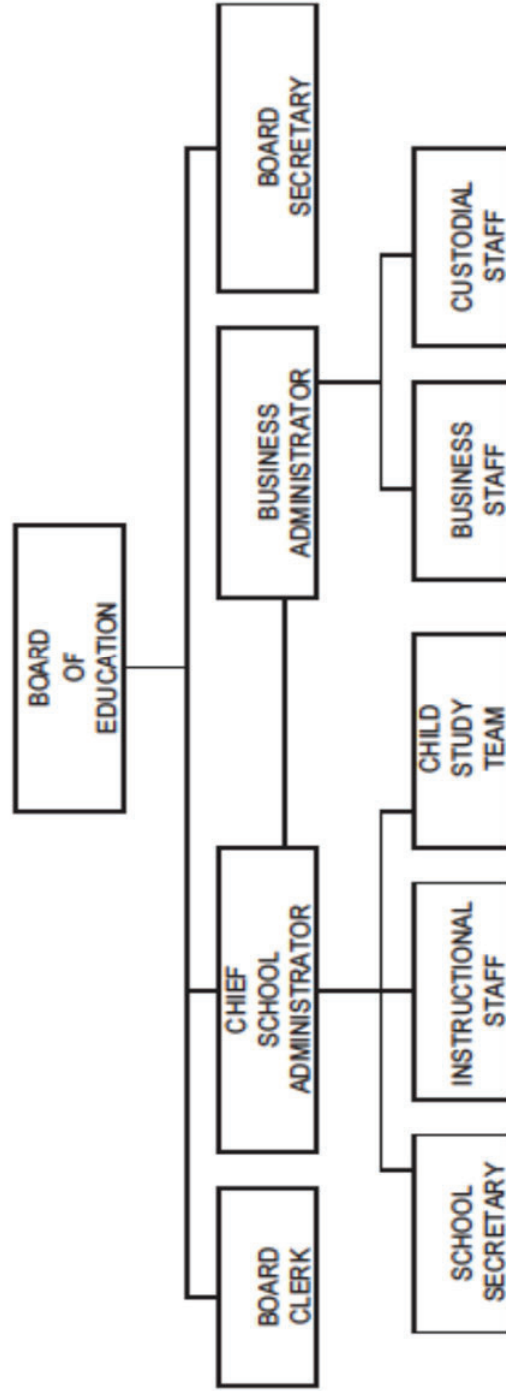 BOARD
OF
EDUCATION
BOARD
CLERK
CHIEF
SCHOOL
ADMINISTRATOR
BUSINESS
ADMINISTRATOR
BOARD
SECRETARY
SCHOOL
SECRETARY
INSTRUCTIONAL
STAFF
CHILD
STUDY
TEAM
BUSINESS
STAFF
CUSTODIAL
STAFF